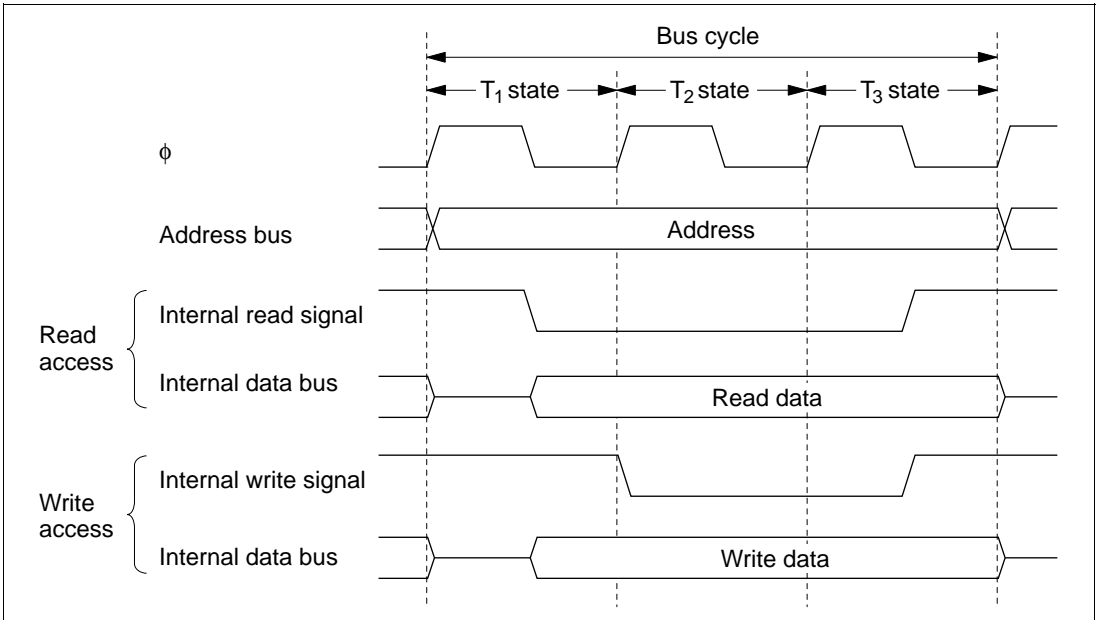 Bus cycle
T1 state T2 state T3 state
ϕ
Address bus Address
Read access
Internal read signal
Internal data bus Read data
Write access
Internal write signal
Internal data bus Write data